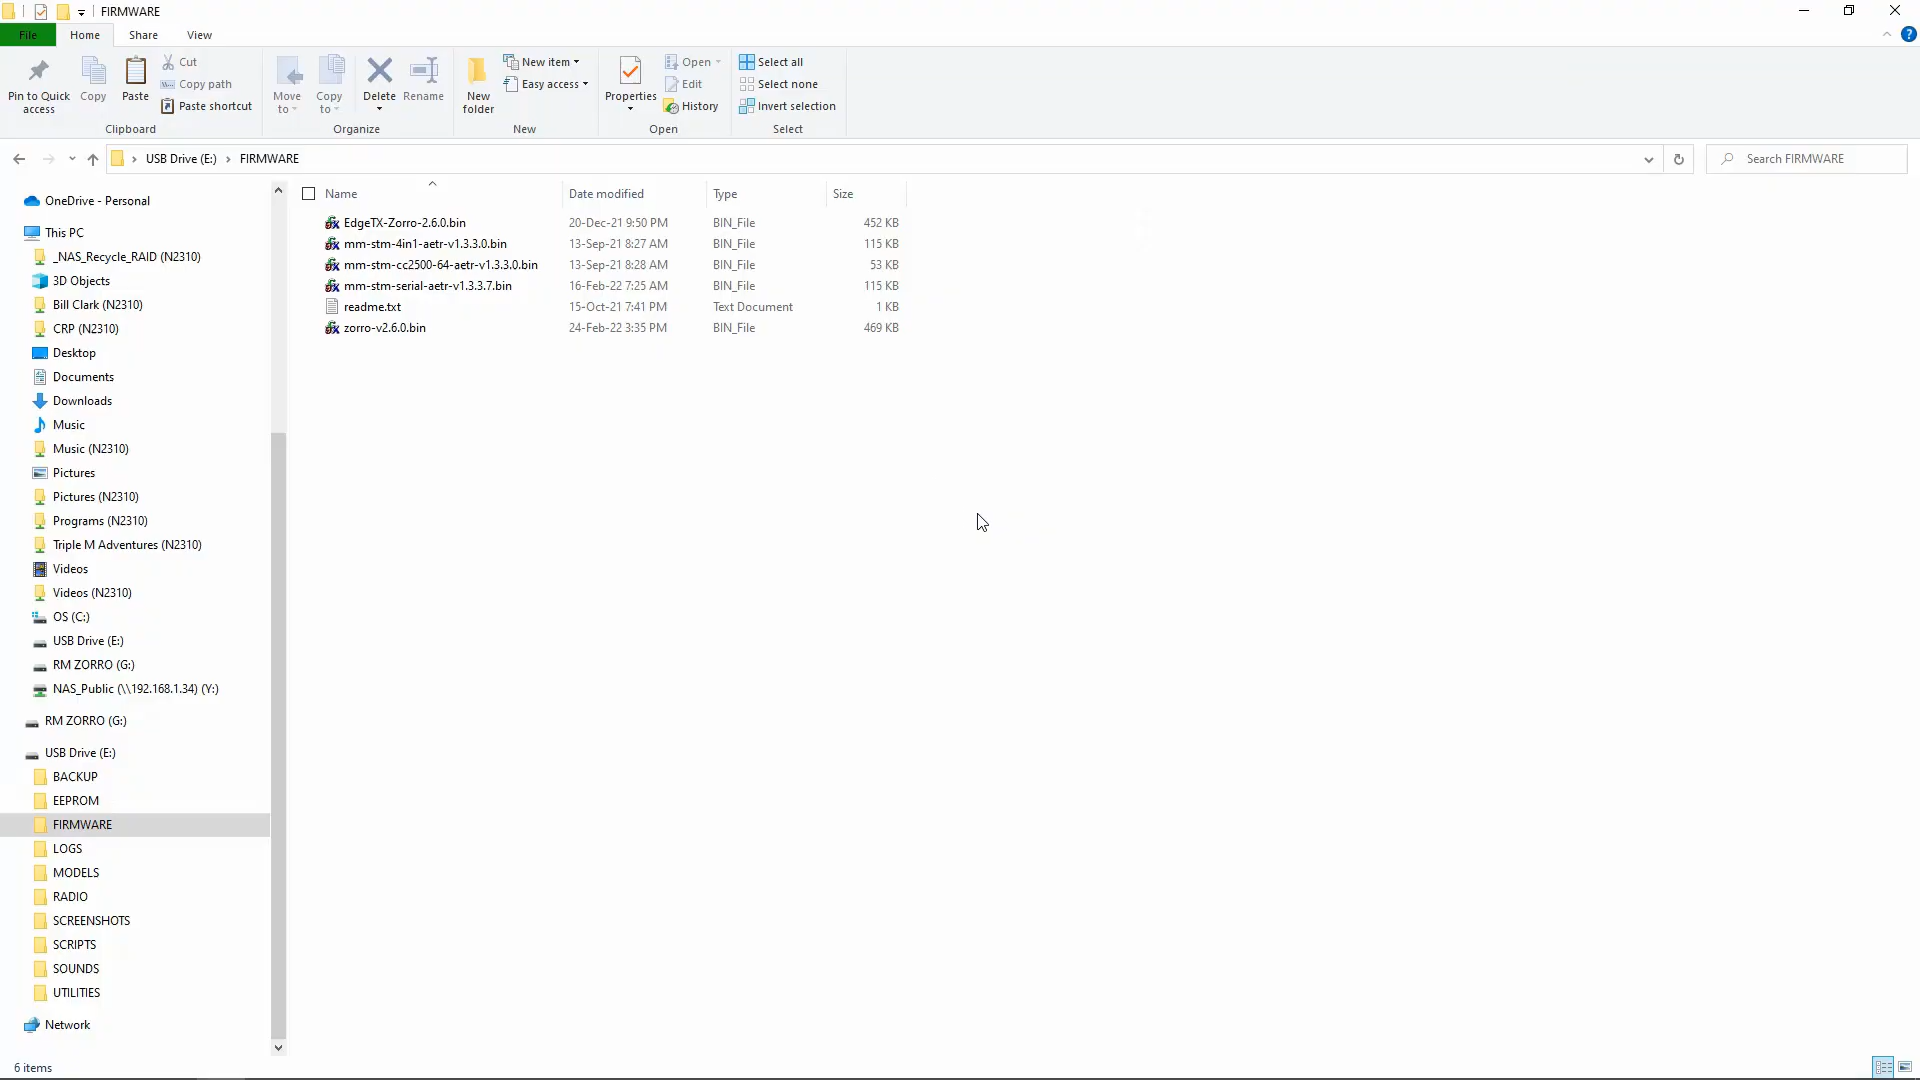 FIRMWARE
File Home Share View
Pin to Quick access
Copy
Paste
Cut
Copy path
Paste shortcut
Clipboard
Move to
Copy to
Delete
Rename
Organize
New folder
New item
Easy access
New
Properties
Open
Edit
History
Open
Select all
Select none
Invert selection
Select
USB Drive (E:) › FIRMWARE
Search FIRMWARE
OneDrive - Personal
This PC
_NAS_Recycle_RAID (N2310)
3D Objects
Bill Clark (N2310)
CRP (N2310)
Desktop
Documents
Downloads
Music
Music (N2310)
Pictures
Pictures (N2310)
Programs (N2310)
Triple M Adventures (N2310)
Videos
Videos (N2310)
OS (C:)
USB Drive (E:)
RM ZORRO (G:)
NAS_Public (\\192.168.1.34) (Y:)
RM ZORRO (G:)
USB Drive (E:)
BACKUP
EEPROM
FIRMWARE
LOGS
MODELS
RADIO
SCREENSHOTS
SCRIPTS
SOUNDS
UTILITIES
Network
Name Date modified Type Size
EdgeTX-Zorro-2.6.0.bin 20-Dec-21 9:50 PM BIN_File 452 KB
mm-stm-4in1-aetr-v1.3.3.0.bin 13-Sep-21 8:27 AM BIN_File 115 KB
mm-stm-cc2500-64-aetr-v1.3.3.0.bin 13-Sep-21 8:28 AM BIN_File 53 KB
mm-stm-serial-aetr-v1.3.3.7.bin 16-Feb-22 7:25 AM BIN_File 115 KB
readme.txt 15-Oct-21 7:41 PM Text Document 1 KB
zorro-v2.6.0.bin 24-Feb-22 3:35 PM BIN_File 469 KB
6 items